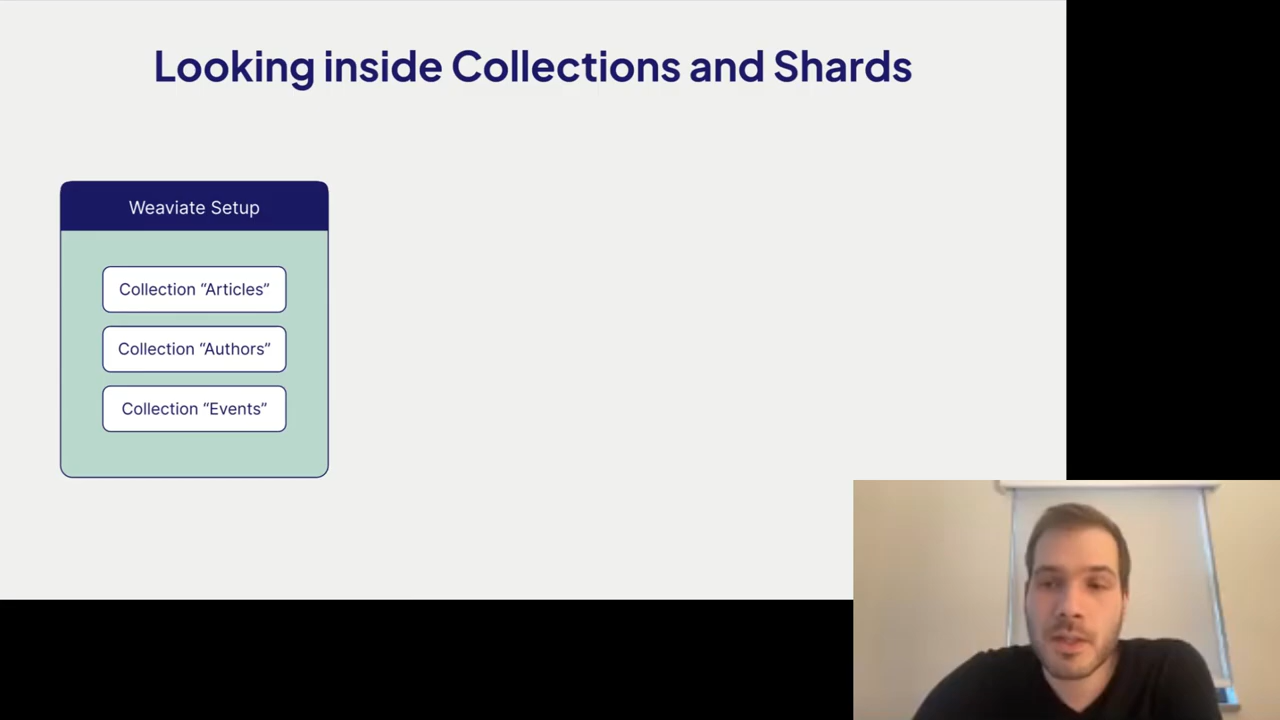 Looking inside Collections and Shards
Weaviate Setup
Collection “Articles”
Collection “Authors”
Collection “Events”